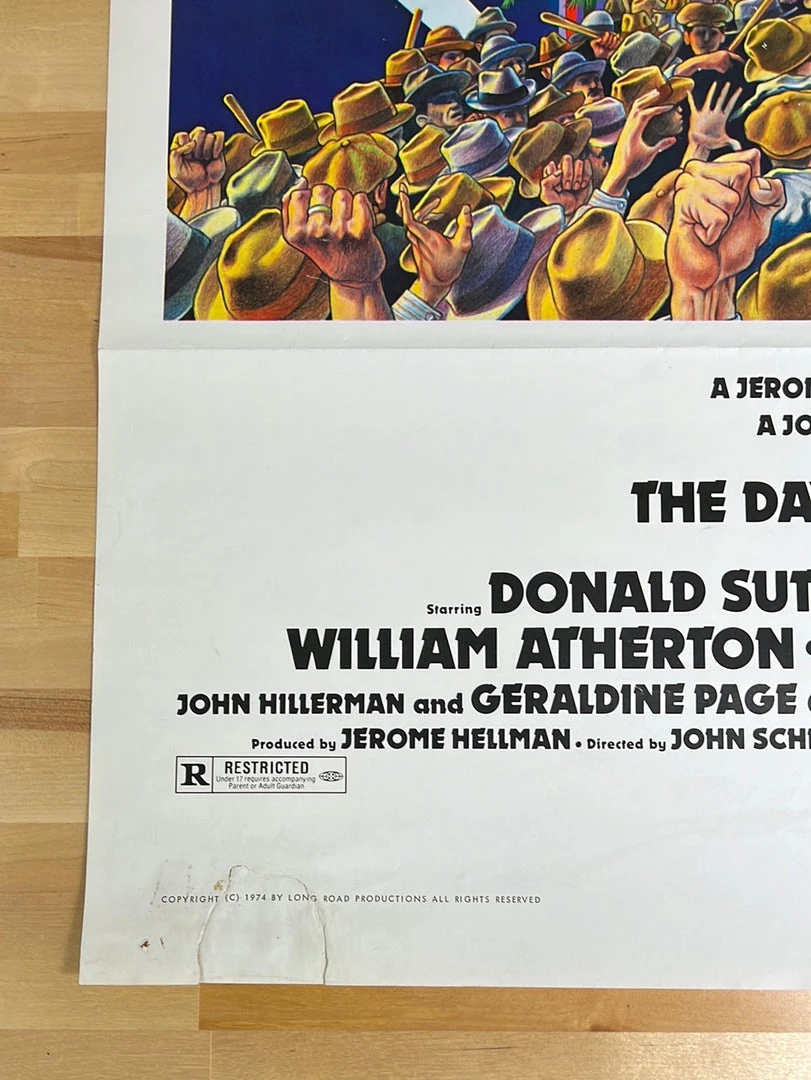 A JERO
A JO
THE DA
Starring DONALD SUT
WILLIAM ATHERTON •
JOHN HILLERMAN and GERALDINE PAGE
Produced by JEROME HELLMAN • Directed by JOHN SCH
R RESTRICTED
Under 17 requires accompanying
Parent or Adult Guardian
COPYRIGHT (C) 1974 BY LONG ROAD PRODUCTIONS ALL RIGHTS RESERVED